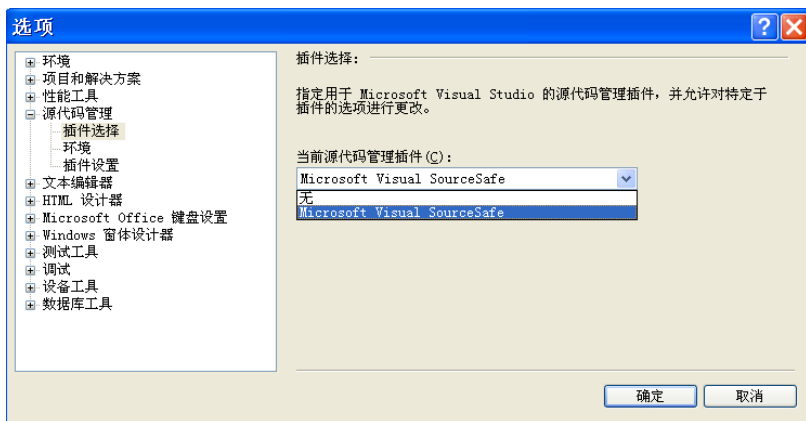 选项
环境
项目和解决方案
性能工具
源代码管理
插件选择
环境
插件设置
文本编辑器
HTML 设计器
Microsoft Office 键盘设置
Windows 窗体设计器
测试工具
调试
设备工具
数据库工具
插件选择:
指定用于 Microsoft Visual Studio 的源代码管理插件，并允许对特定于
插件的选项进行更改。
当前源代码管理插件(C):
Microsoft Visual SourceSafe
无
Microsoft Visual SourceSafe
确定
取消